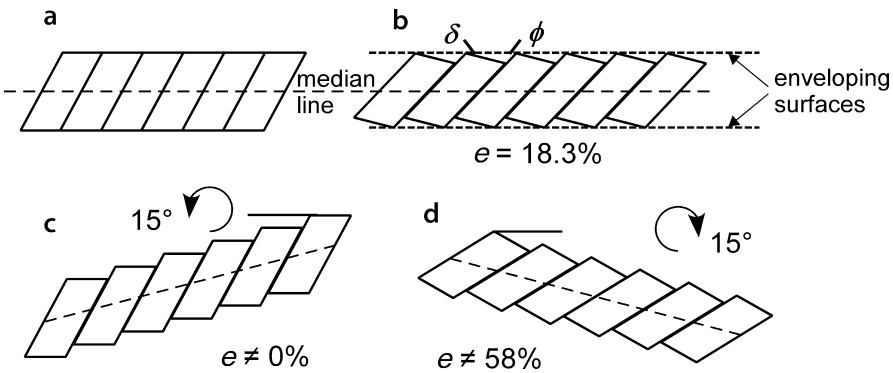 a
b
δ
ϕ
median
line
enveloping
surfaces
e = 18.3%
c
15°
d
15°
e ≠ 0%
e ≠ 58%